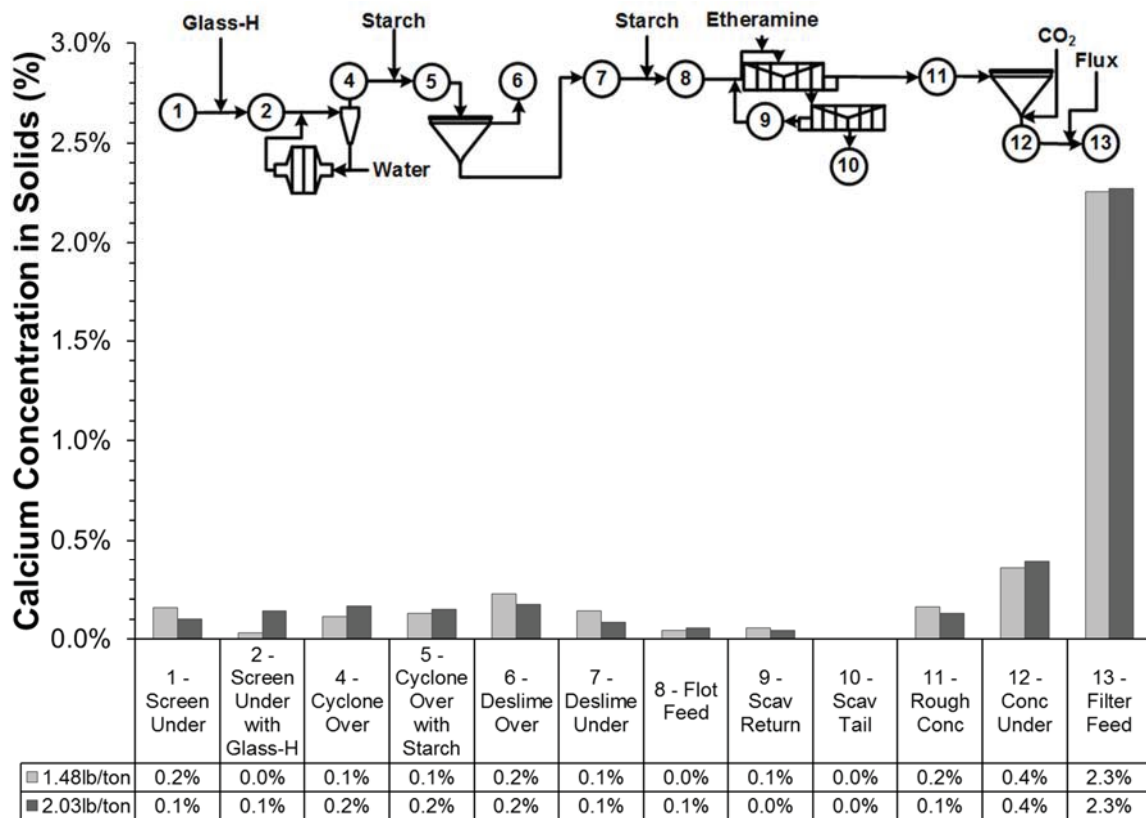 Glass-H
Starch
Starch
Etheramine
CO₂
Flux
1
2
4
5
6
7
8
9
10
11
12
13
Water
Calcium Concentration in Solids (%)
3.0%
2.5%
2.0%
1.5%
1.0%
0.5%
0.0%
1 -
Screen
Under
2 -
Screen
Under
with
Glass-H
4 -
Cyclone
Over
5 -
Cyclone
Over
with
Starch
6 -
Deslime
Over
7 -
Deslime
Under
8 - Flot
Feed
9 -
Scav
Return
10 -
Scav
Tail
11 -
Rough
Conc
12 -
Conc
Under
13 -
Filter
Feed
1.48lb/ton 0.2% 0.0% 0.1% 0.1% 0.2% 0.1% 0.0% 0.1% 0.0% 0.2% 0.4% 2.3%
2.03lb/ton 0.1% 0.1% 0.2% 0.2% 0.2% 0.1% 0.1% 0.0% 0.0% 0.1% 0.4% 2.3%